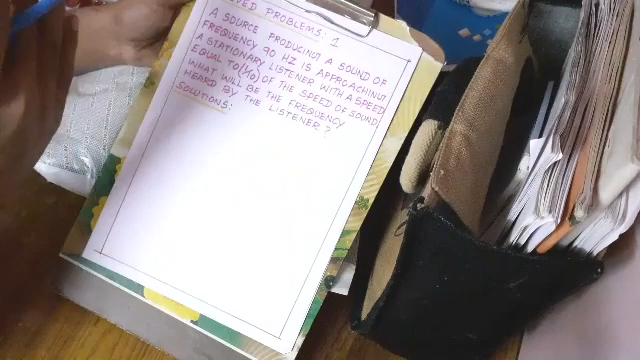 PROBLEMS: 1
A SOURCE PRODUCING A SOUND OF
FREQUENCY 90 HZ IS APPROACHING
A STATIONARY LISTENER WITH A SPEED
EQUAL TO (1/10) OF THE SPEED OF SOUND.
WHAT WILL BE THE FREQUENCY
HEARD BY THE LISTENER?
SOLUTIONS: